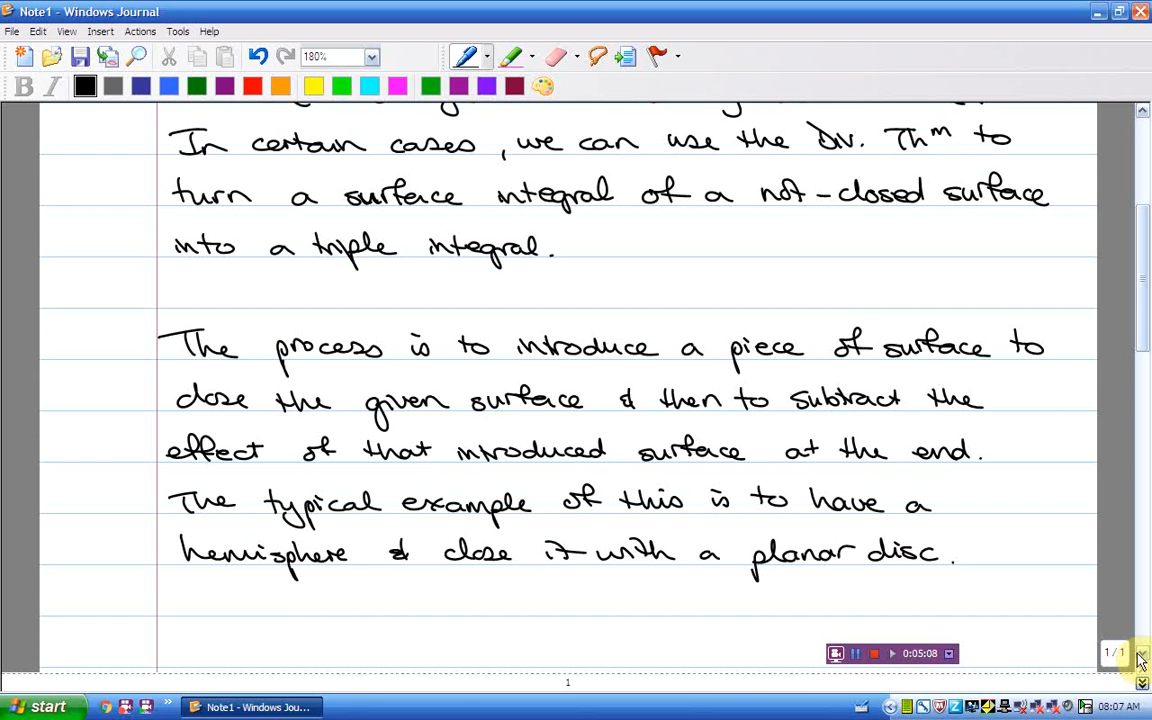 Note1 - Windows Journal
File Edit View Insert Actions Tools Help
180%
B I
In certain cases, we can use the Div. Thm to
turn a surface integral of a not-closed surface
into a triple integral.
The process is to introduce a piece of surface to
close the given surface & then to subtract the
effect of that introduced surface at the end.
The typical example of this is to have a
hemisphere & close it with a planar disc.
0:05:08
1 / 1
1
start
Note1 - Windows Jou...
08:07 AM